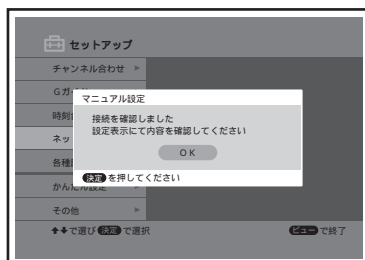 セットアップ
チャンネル合わせ
Gガ
マニュアル設定
時刻
接続を確認しました
設定表示にて内容を確認してください
ネッ
OK
各種
決定を押してください
かんたん設定
その他
で選び決定で選択
ビューで終了